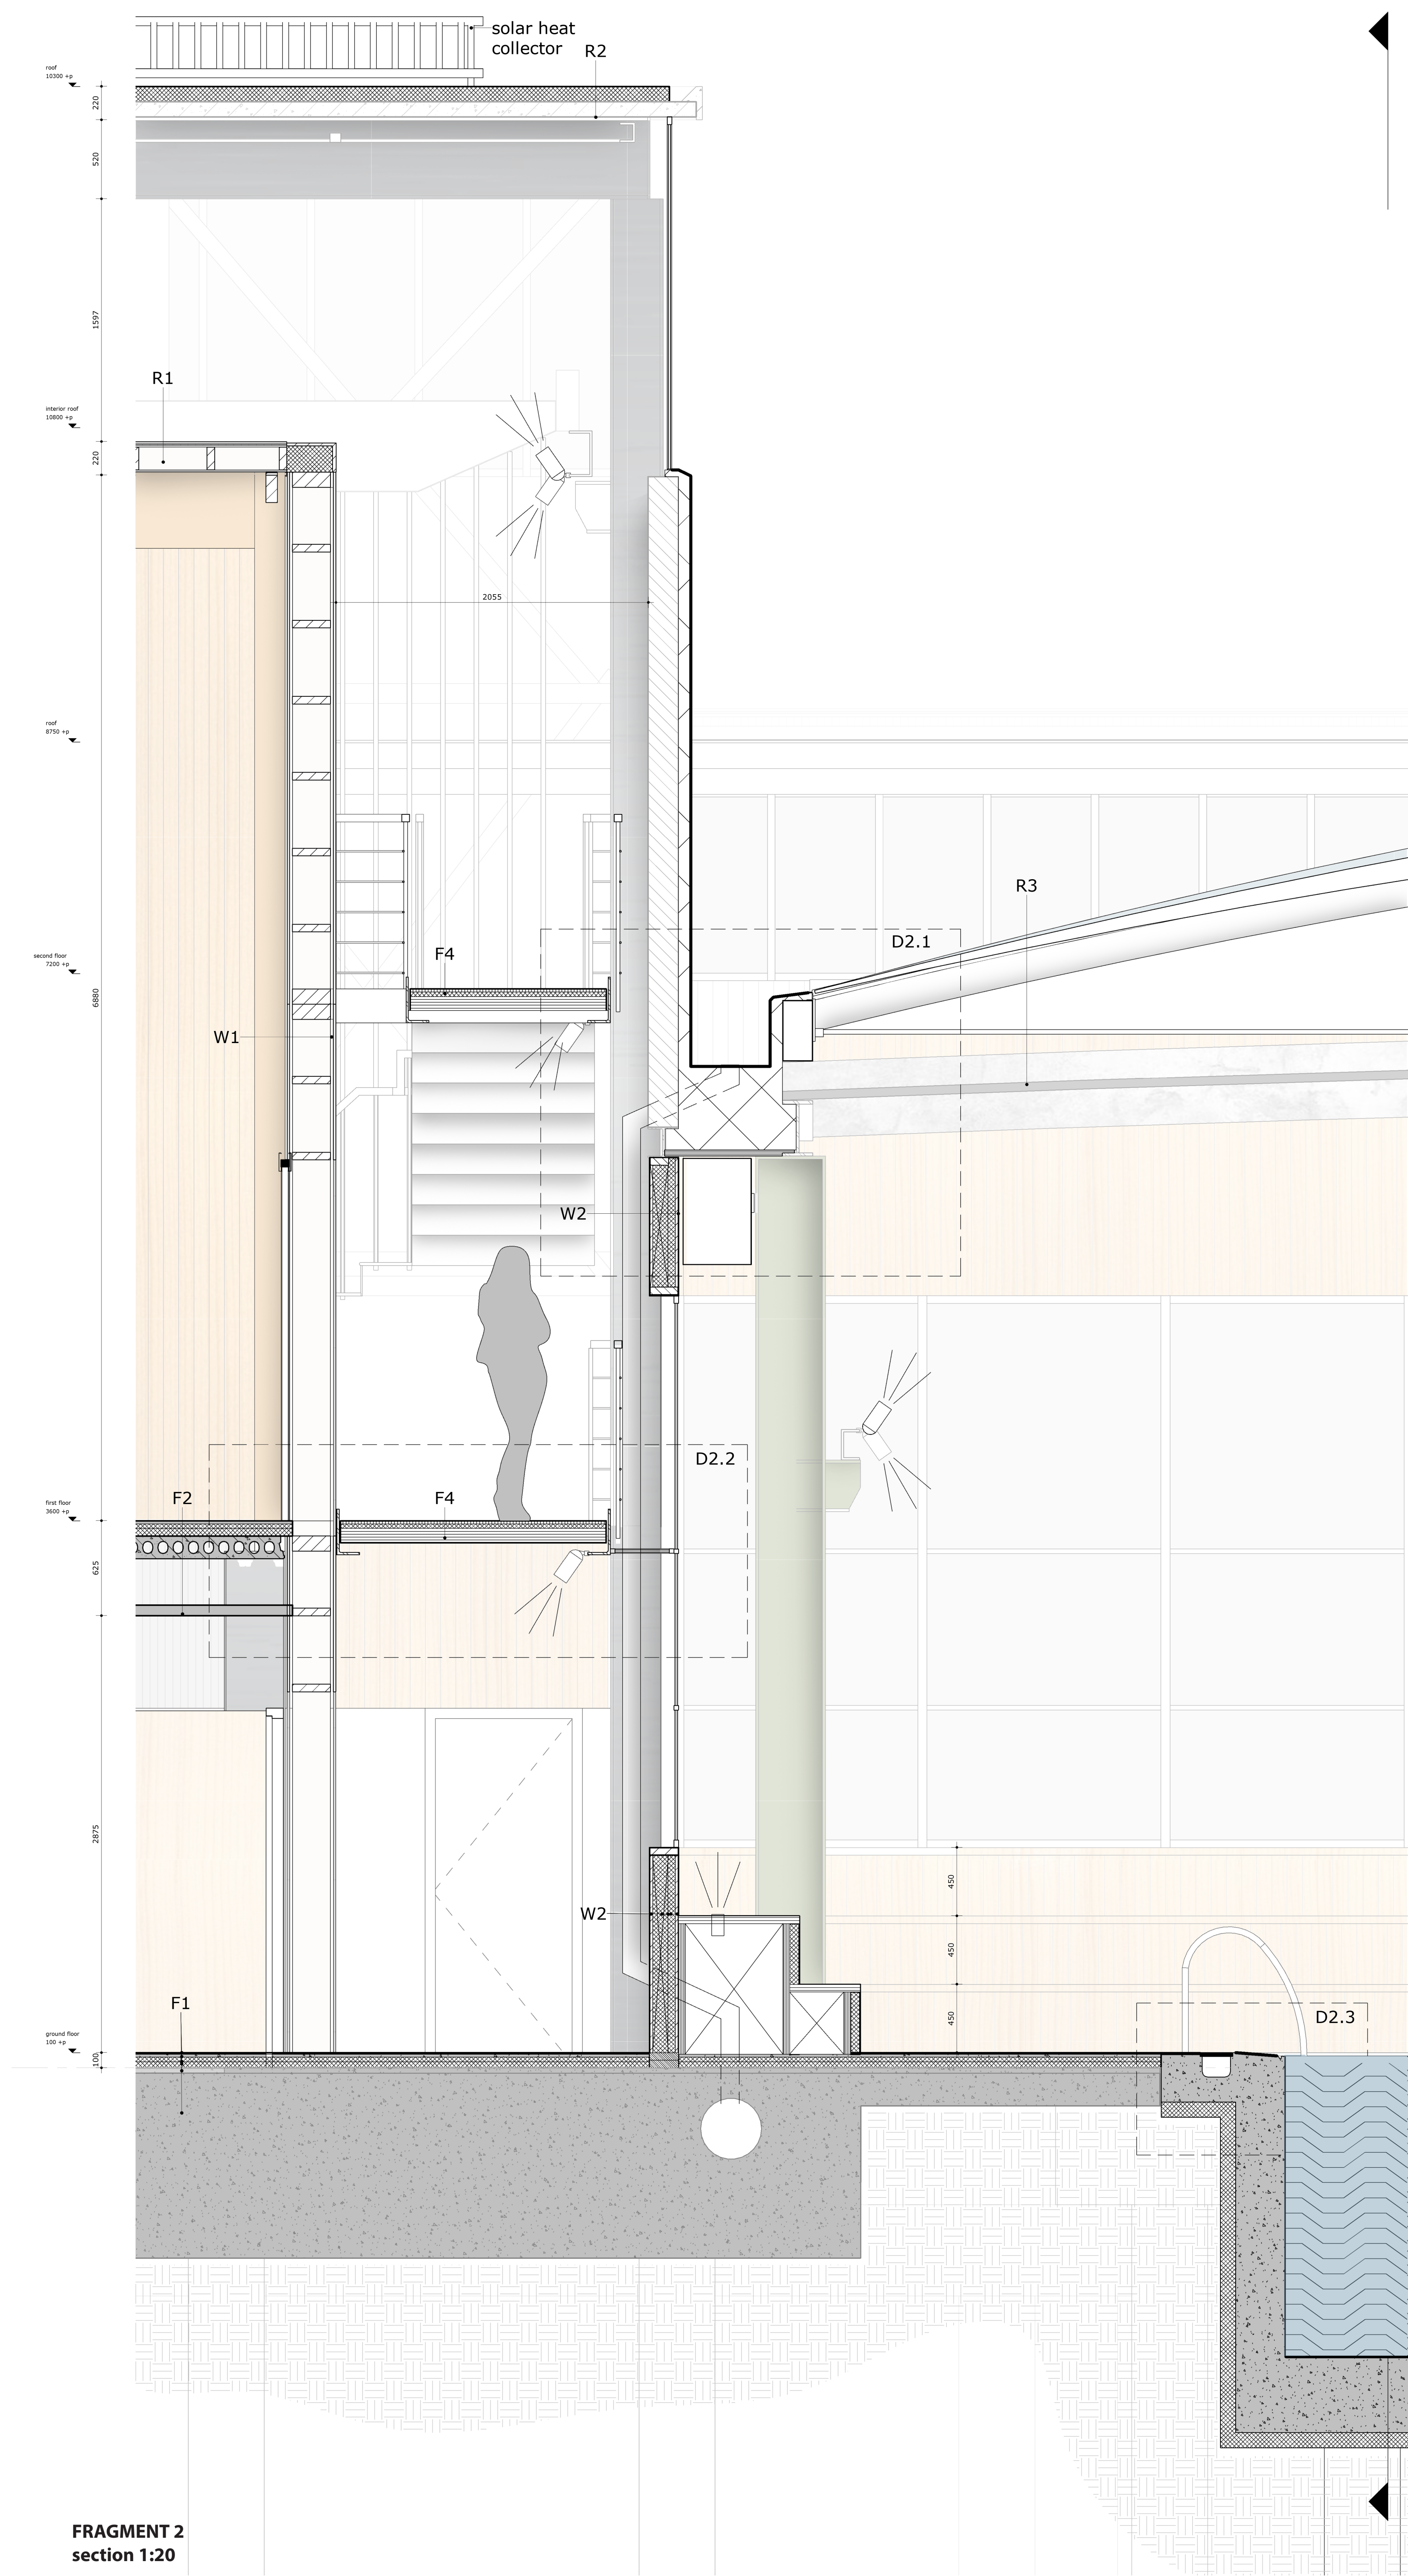 solar heat
collector
R2
roof
10300 +p
220
520
1597
R1
interior roof
10800 +p
220
2055
roof
8750 +p
R3
D2.1
F4
second floor
7200 +p
6880
W1
W2
D2.2
F2
F4
first floor
3600 +p
625
2875
450
W2
450
F1
450
D2.3
ground floor
100 +p
100
FRAGMENT 2
section 1:20